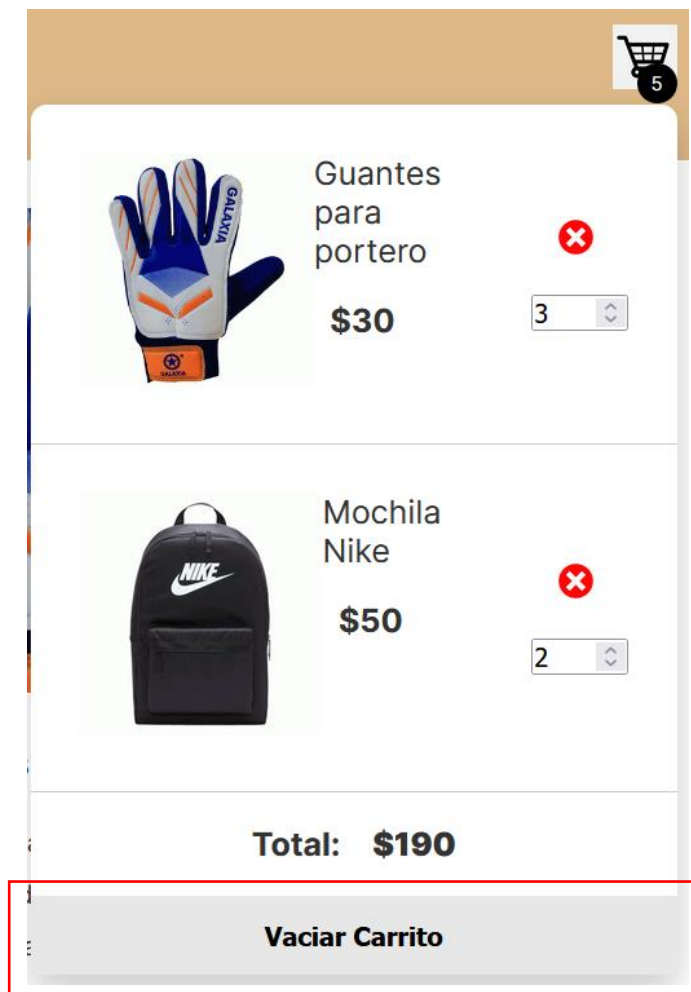 5
Guantes
para
portero
$30
3
GALAXIA
GALAXIA
Mochila
Nike
$50
2
NIKE
Total: $190
Vaciar Carrito